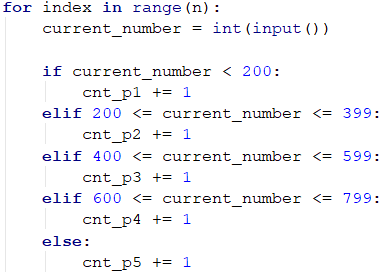 for index in range(n):
    current_number = int(input())

    if current_number < 200:
        cnt_p1 += 1
    elif 200 <= current_number <= 399:
        cnt_p2 += 1
    elif 400 <= current_number <= 599:
        cnt_p3 += 1
    elif 600 <= current_number <= 799:
        cnt_p4 += 1
    else:
        cnt_p5 += 1